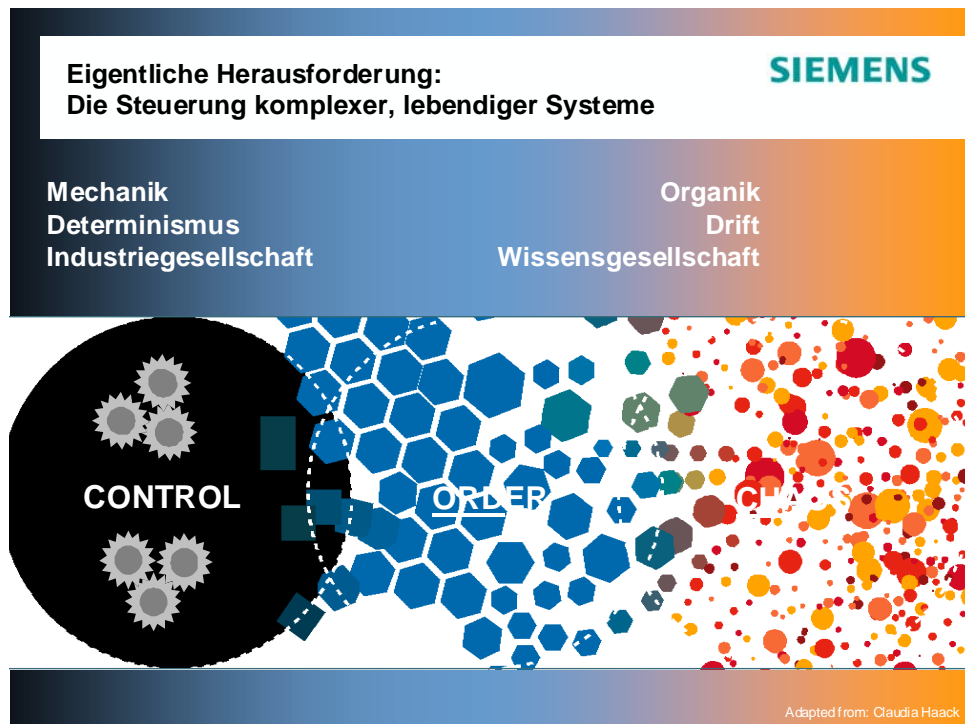 Eigentliche Herausforderung:
Die Steuerung komplexer, lebendiger Systeme
SIEMENS
Mechanik
Determinismus
Industriegesellschaft
Organik
Drift
Wissensgesellschaft
CONTROL
ORDER
CHAOS
Adapted from: Claudia Haack